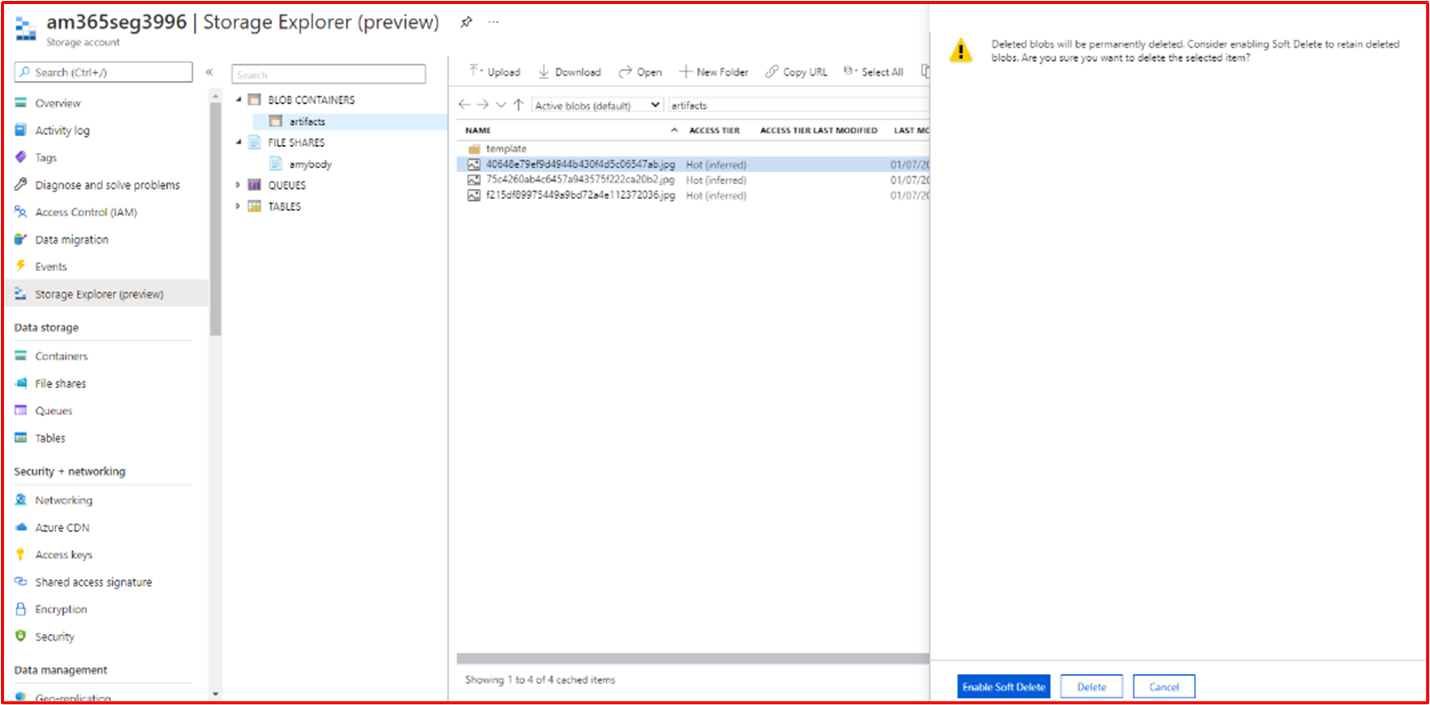 am365seg3996 | Storage Explorer (preview)
Storage account
Search (Ctrl+/)
Overview
Activity log
Tags
Diagnose and solve problems
Access Control (IAM)
Data migration
Events
Storage Explorer (preview)
Data storage
Containers
File shares
Queues
Tables
Security + networking
Networking
Azure CDN
Access keys
Shared access signature
Encryption
Security
Data management
Geo-replication
Search
BLOB CONTAINERS
artifacts
FILE SHARES
amybody
QUEUES
TABLES
Upload Download Open New Folder Copy URL Select All
Active blobs (default) artifacts
NAME ACCESS TIER ACCESS TIER LAST MODIFIED LAST MO
template
40648e79ef9d4944b430f4d5c06547ab.jpg Hot (inferred) 01/07/20
75c4260ab4c6457a943575f222ca20b2.jpg Hot (inferred) 01/07/20
f215df89975449a9bd72a4e112372036.jpg Hot (inferred) 01/07/20
Showing 1 to 4 of 4 cached items
Deleted blobs will be permanently deleted. Consider enabling Soft Delete to retain deleted
blobs. Are you sure you want to delete the selected item?
Enable Soft Delete Delete Cancel